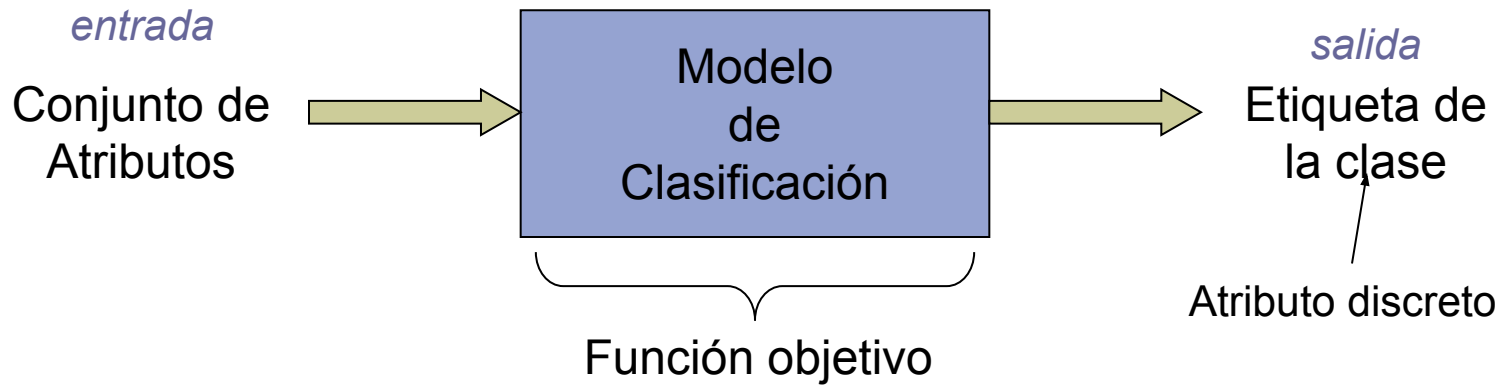 entrada
Conjunto de
Atributos
Modelo
de
Clasificación
salida
Etiqueta de
la clase
Atributo discreto
Función objetivo